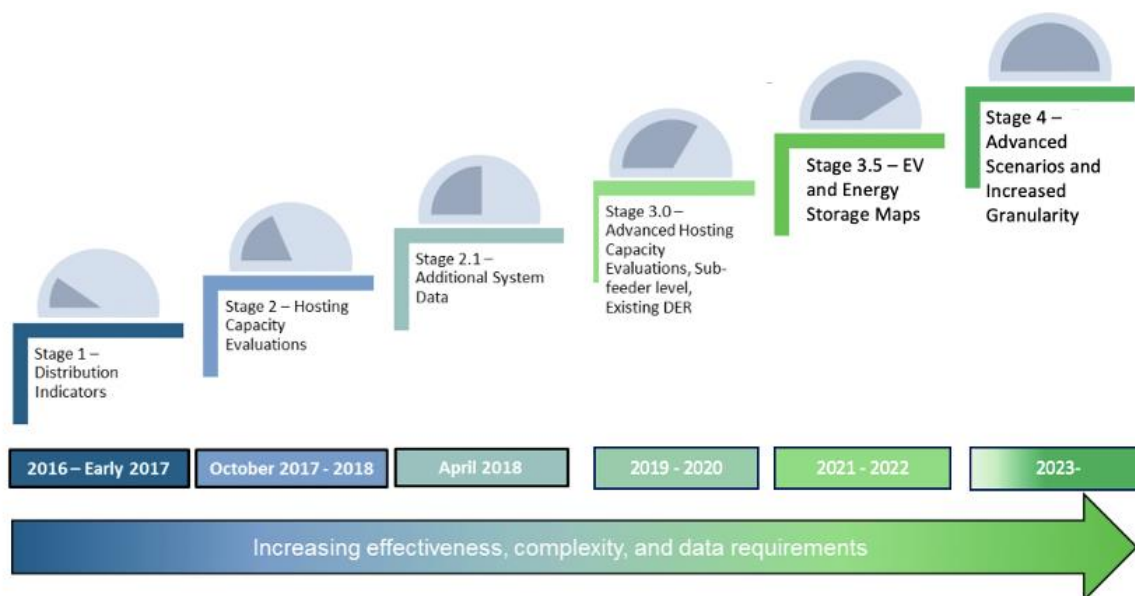 Stage 1 –
Distribution
Indicators
Stage 2 – Hosting
Capacity
Evaluations
Stage 2.1 –
Additional System
Data
Stage 3.0 –
Advanced Hosting
Capacity
Evaluations, Sub-
feeder level,
Existing DER
Stage 3.5 – EV
and Energy
Storage Maps
Stage 4 –
Advanced
Scenarios and
Increased
Granularity
2016 – Early 2017
October 2017 - 2018
April 2018
2019 - 2020
2021 - 2022
2023-
Increasing effectiveness, complexity, and data requirements